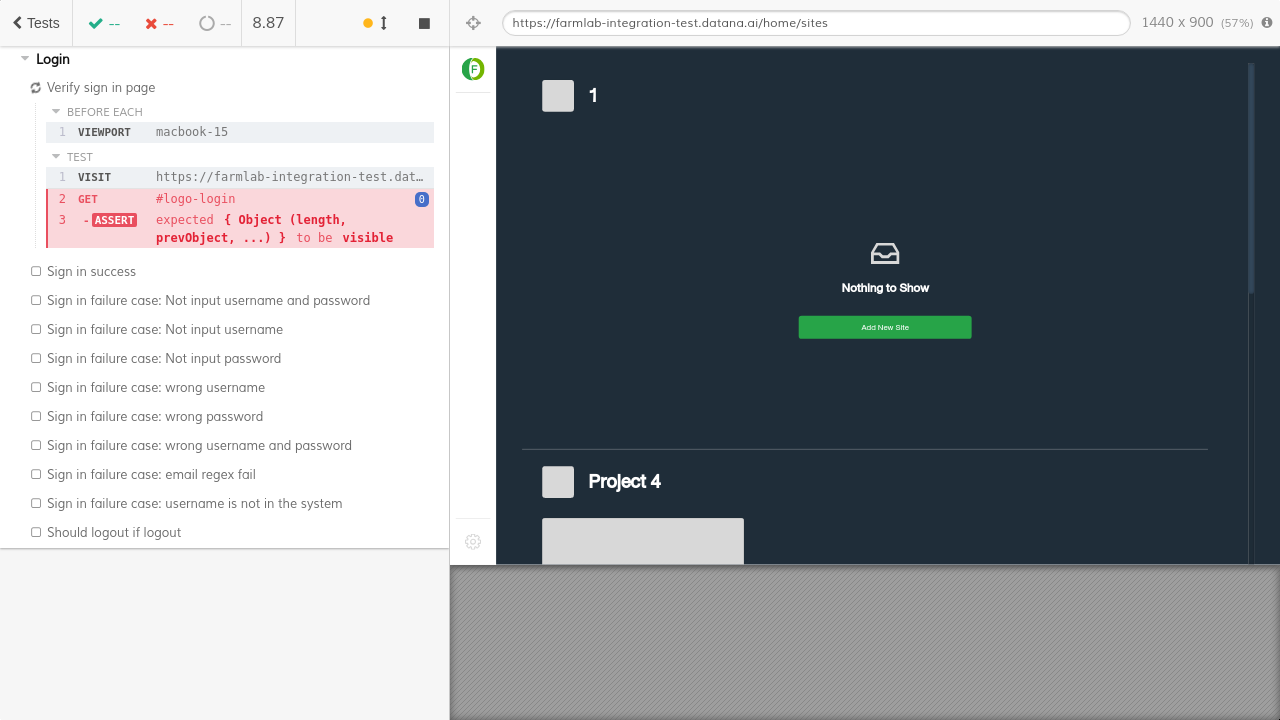 Tests -- -- -- 8.87
https://farmlab-integration-test.datana.ai/home/sites 1440 x 900 (57%)
Login
Verify sign in page
BEFORE EACH
1 VIEWPORT macbook-15
TEST
1 VISIT https://farmlab-integration-test.dat…
2 GET #logo-login 0
3 -ASSERT expected { Object (length,
prevObject, ...) } to be visible
Sign in success
Sign in failure case: Not input username and password
Sign in failure case: Not input username
Sign in failure case: Not input password
Sign in failure case: wrong username
Sign in failure case: wrong password
Sign in failure case: wrong username and password
Sign in failure case: email regex fail
Sign in failure case: username is not in the system
Should logout if logout
F
1
Nothing to Show
Add New Site
Project 4